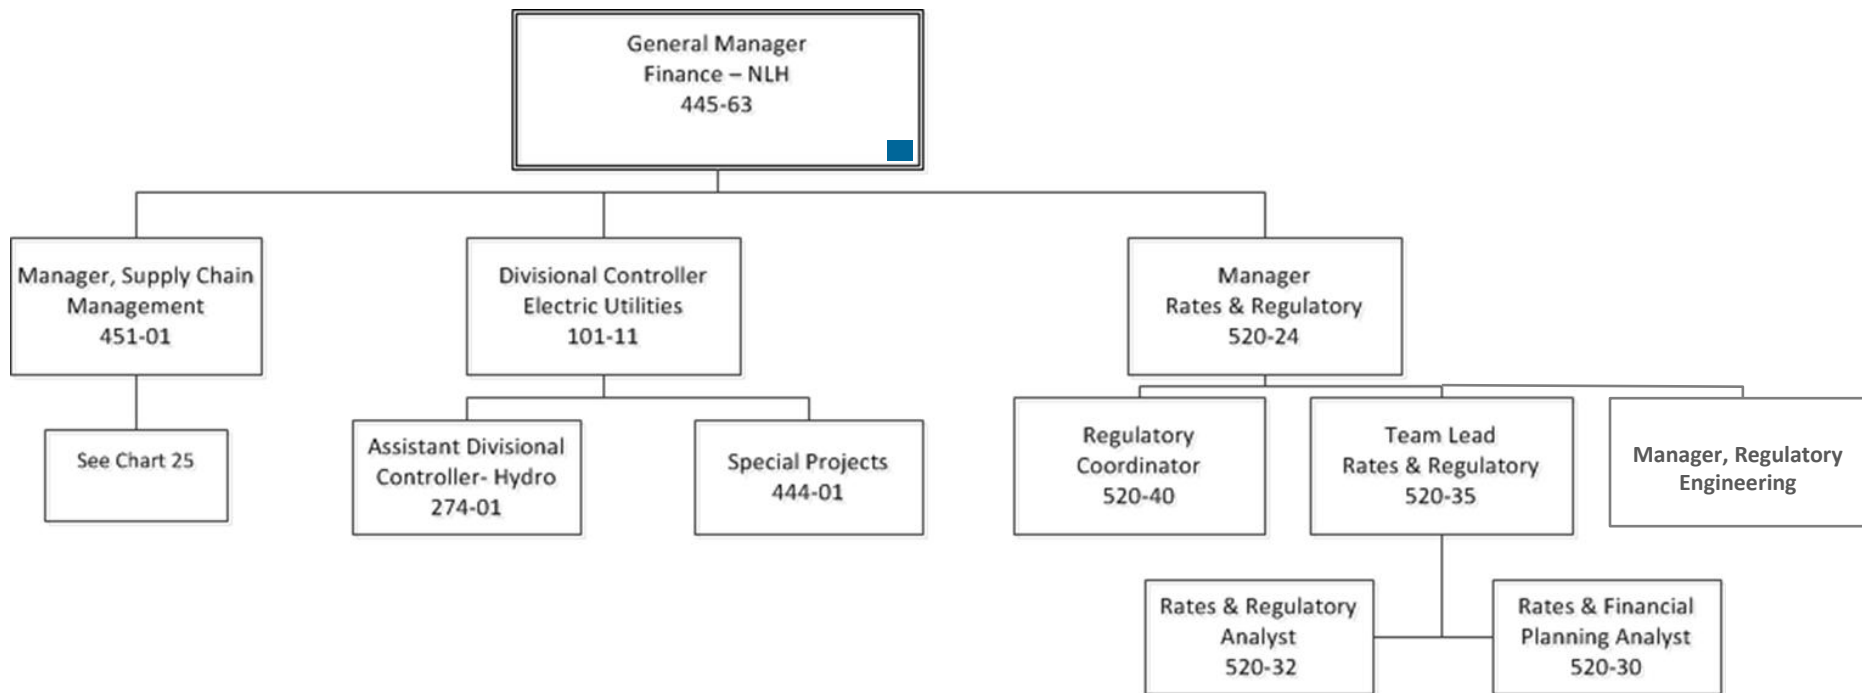 General Manager
Finance – NLH
445-63
Manager, Supply Chain
Management
451-01
Divisional Controller
Electric Utilities
101-11
Manager
Rates & Regulatory
520-24
See Chart 25
Assistant Divisional
Controller- Hydro
274-01
Special Projects
444-01
Regulatory
Coordinator
520-40
Team Lead
Rates & Regulatory
520-35
Manager, Regulatory
Engineering
Rates & Regulatory
Analyst
520-32
Rates & Financial
Planning Analyst
520-30